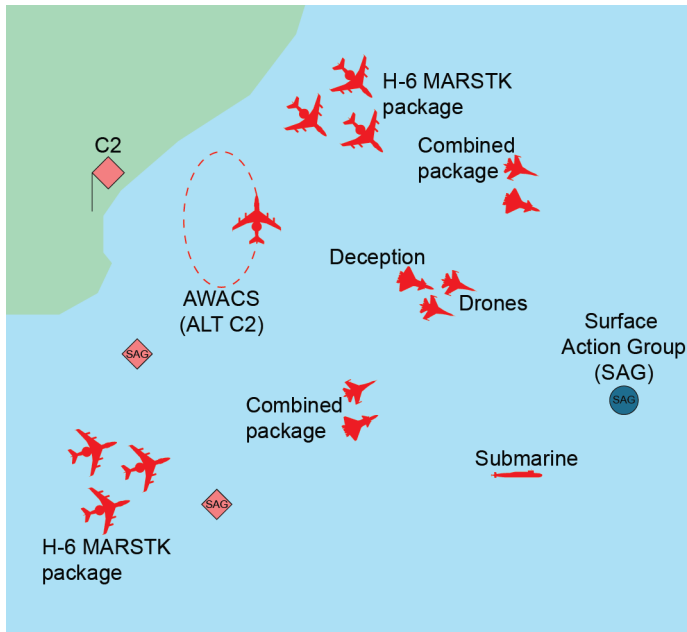 H-6 MARSTK
package
C2
Combined
package
AWACS
(ALT C2)
Deception
Drones
Surface
Action Group
(SAG)
SAG
SAG
Combined
package
Submarine
SAG
H-6 MARSTK
package